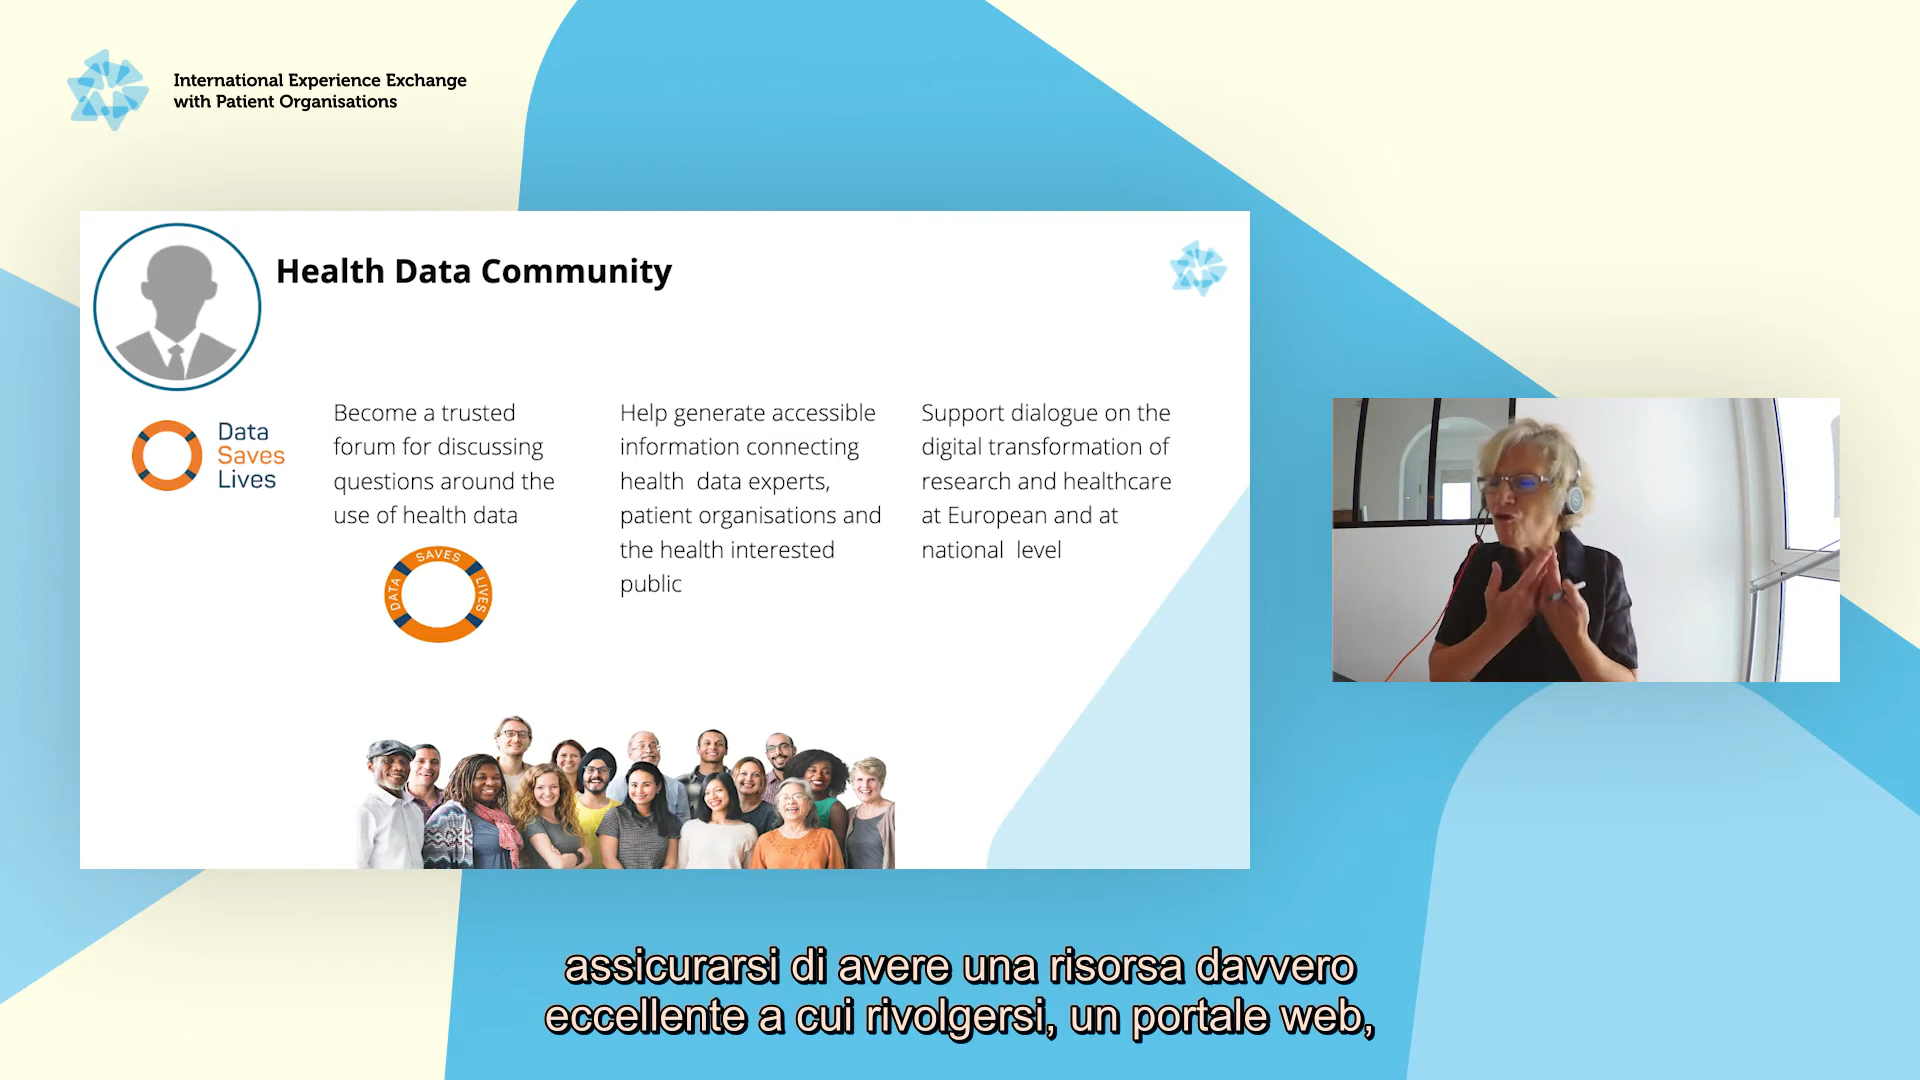 International Experience Exchange
with Patient Organisations
Health Data Community
Data
Saves
Lives
Become a trusted
forum for discussing
questions around the
use of health data
DATA SAVES LIVES
Help generate accessible
information connecting
health data experts,
patient organisations and
the health interested
public
Support dialogue on the
digital transformation of
research and healthcare
at European and at
national level
assicurarsi di avere una risorsa davvero
eccellente a cui rivolgersi, un portale web,